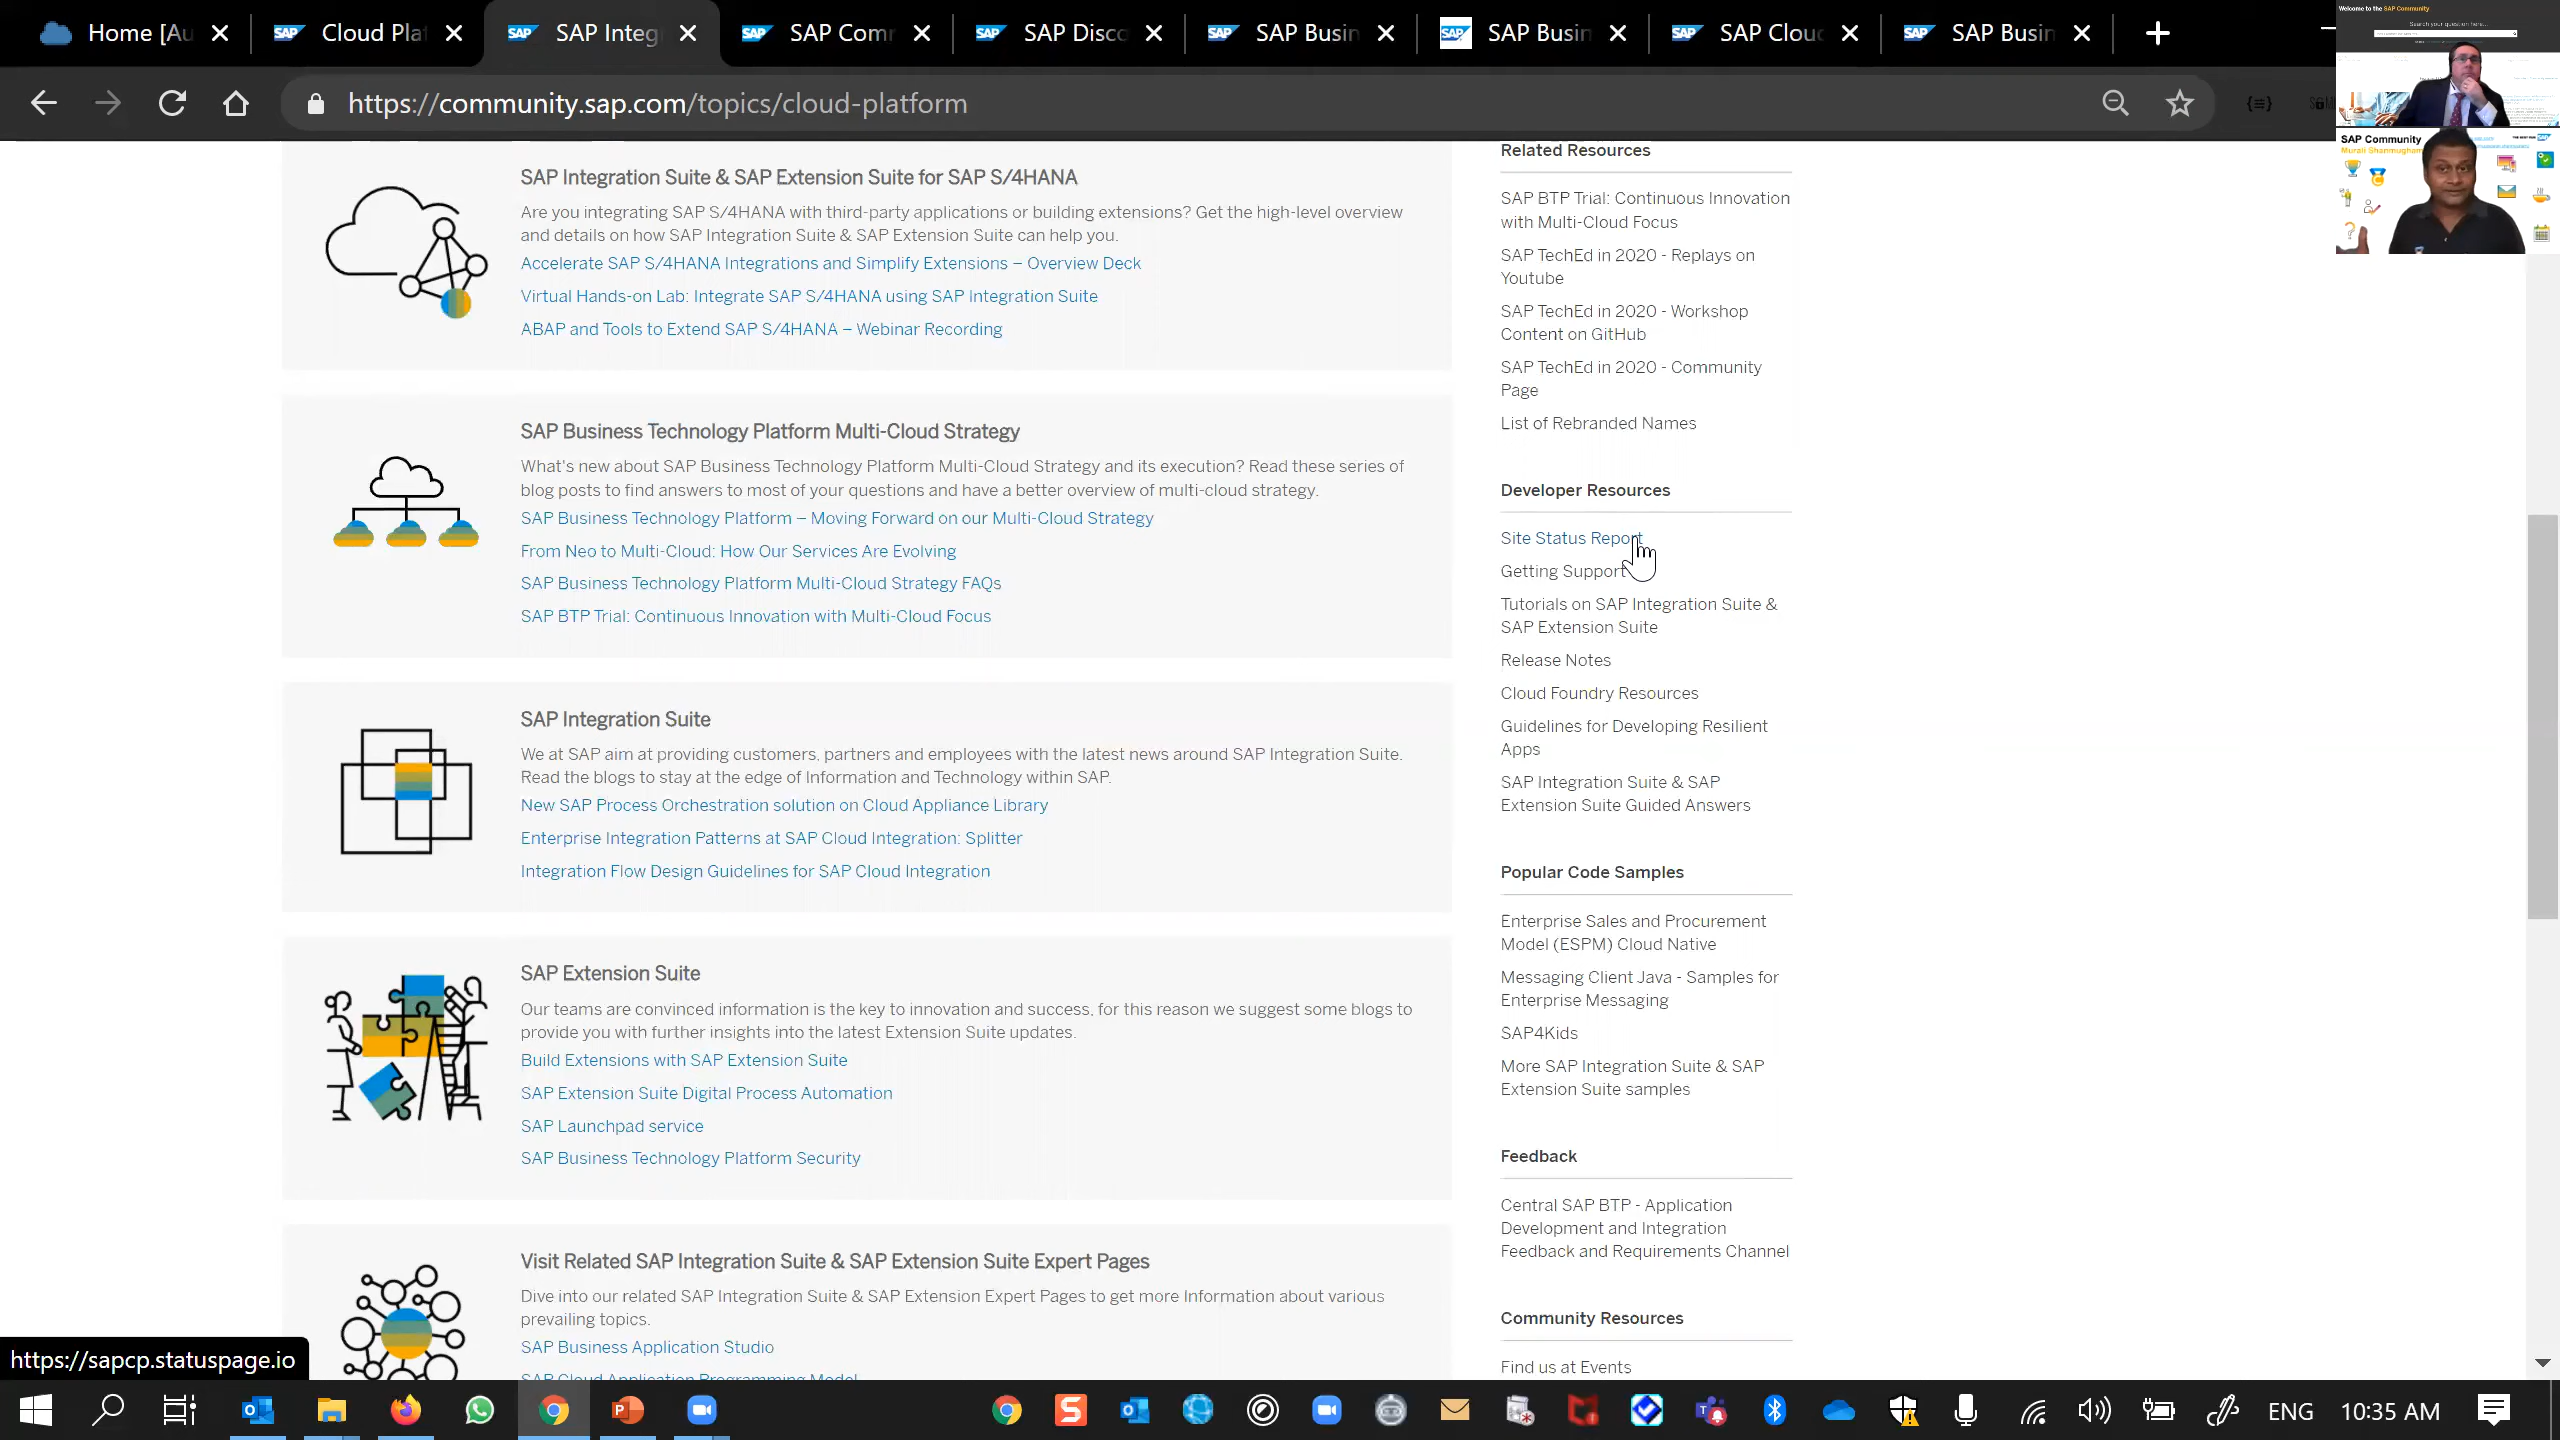 Home [Au
Cloud Plat
SAP Integ
SAP Comm
SAP Disco
SAP Busin
SAP Busin
SAP Cloud
SAP Busin
https://community.sap.com/topics/cloud-platform
Welcome to the SAP Community
Search your question here...
SAP Community
Murali Shanmugham
SAP Integration Suite & SAP Extension Suite for SAP S/4HANA
Are you integrating SAP S/4HANA with third-party applications or building extensions? Get the high-level overview
and details on how SAP Integration Suite & SAP Extension Suite can help you.
Accelerate SAP S/4HANA Integrations and Simplify Extensions – Overview Deck
Virtual Hands-on Lab: Integrate SAP S/4HANA using SAP Integration Suite
ABAP and Tools to Extend SAP S/4HANA – Webinar Recording
SAP Business Technology Platform Multi-Cloud Strategy
What's new about SAP Business Technology Platform Multi-Cloud Strategy and its execution? Read these series of
blog posts to find answers to most of your questions and have a better overview of multi-cloud strategy.
SAP Business Technology Platform – Moving Forward on our Multi-Cloud Strategy
From Neo to Multi-Cloud: How Our Services Are Evolving
SAP Business Technology Platform Multi-Cloud Strategy FAQs
SAP BTP Trial: Continuous Innovation with Multi-Cloud Focus
SAP Integration Suite
We at SAP aim at providing customers, partners and employees with the latest news around SAP Integration Suite.
Read the blogs to stay at the edge of Information and Technology within SAP.
New SAP Process Orchestration solution on Cloud Appliance Library
Enterprise Integration Patterns at SAP Cloud Integration: Splitter
Integration Flow Design Guidelines for SAP Cloud Integration
SAP Extension Suite
Our teams are convinced information is the key to innovation and success, for this reason we suggest some blogs to
provide you with further insights into the latest Extension Suite updates.
Build Extensions with SAP Extension Suite
SAP Extension Suite Digital Process Automation
SAP Launchpad service
SAP Business Technology Platform Security
Visit Related SAP Integration Suite & SAP Extension Suite Expert Pages
Dive into our related SAP Integration Suite & SAP Extension Expert Pages to get more Information about various
prevailing topics.
SAP Business Application Studio
SAP Cloud Application Programming Model
Related Resources
SAP BTP Trial: Continuous Innovation
with Multi-Cloud Focus
SAP TechEd in 2020 - Replays on
Youtube
SAP TechEd in 2020 - Workshop
Content on GitHub
SAP TechEd in 2020 - Community
Page
List of Rebranded Names
Developer Resources
Site Status Report
Getting Support
Tutorials on SAP Integration Suite &
SAP Extension Suite
Release Notes
Cloud Foundry Resources
Guidelines for Developing Resilient
Apps
SAP Integration Suite & SAP
Extension Suite Guided Answers
Popular Code Samples
Enterprise Sales and Procurement
Model (ESPM) Cloud Native
Messaging Client Java - Samples for
Enterprise Messaging
SAP4Kids
More SAP Integration Suite & SAP
Extension Suite samples
Feedback
Central SAP BTP - Application
Development and Integration
Feedback and Requirements Channel
Community Resources
Find us at Events
https://sapcp.statuspage.io
ENG
10:35 AM